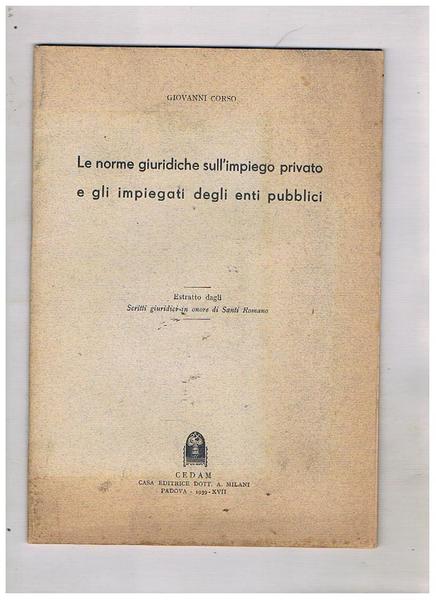 GIOVANNI CORSO
Le norme giuridiche sull'impiego privato
e gli impiegati degli enti pubblici
Estratto dagli
Scritti giuridici in onore di Santi Romano
CEDAM
CASA EDITRICE DOTT. A. MILANI
PADOVA - 1939-XVII